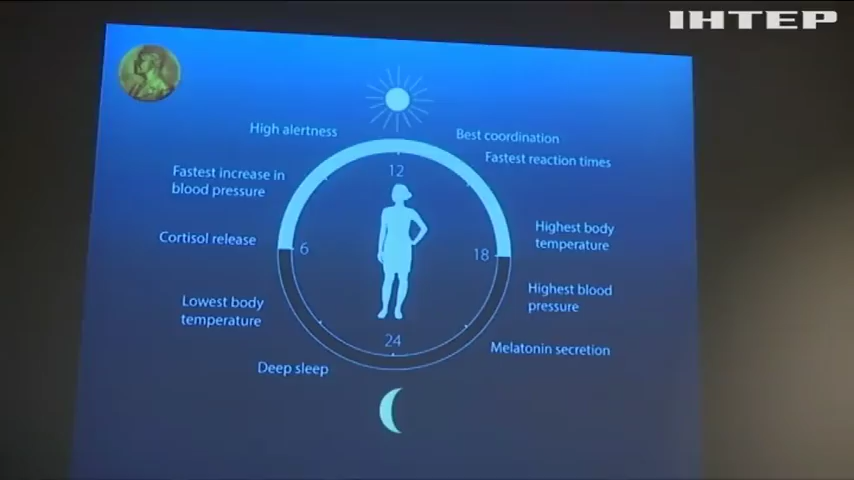 ІНТЕР
High alertness
Best coordination
Fastest reaction times
12
Fastest increase in
blood pressure
Cortisol release
6
18
Highest body
temperature
Highest blood
pressure
Lowest body
temperature
24
Melatonin secretion
Deep sleep